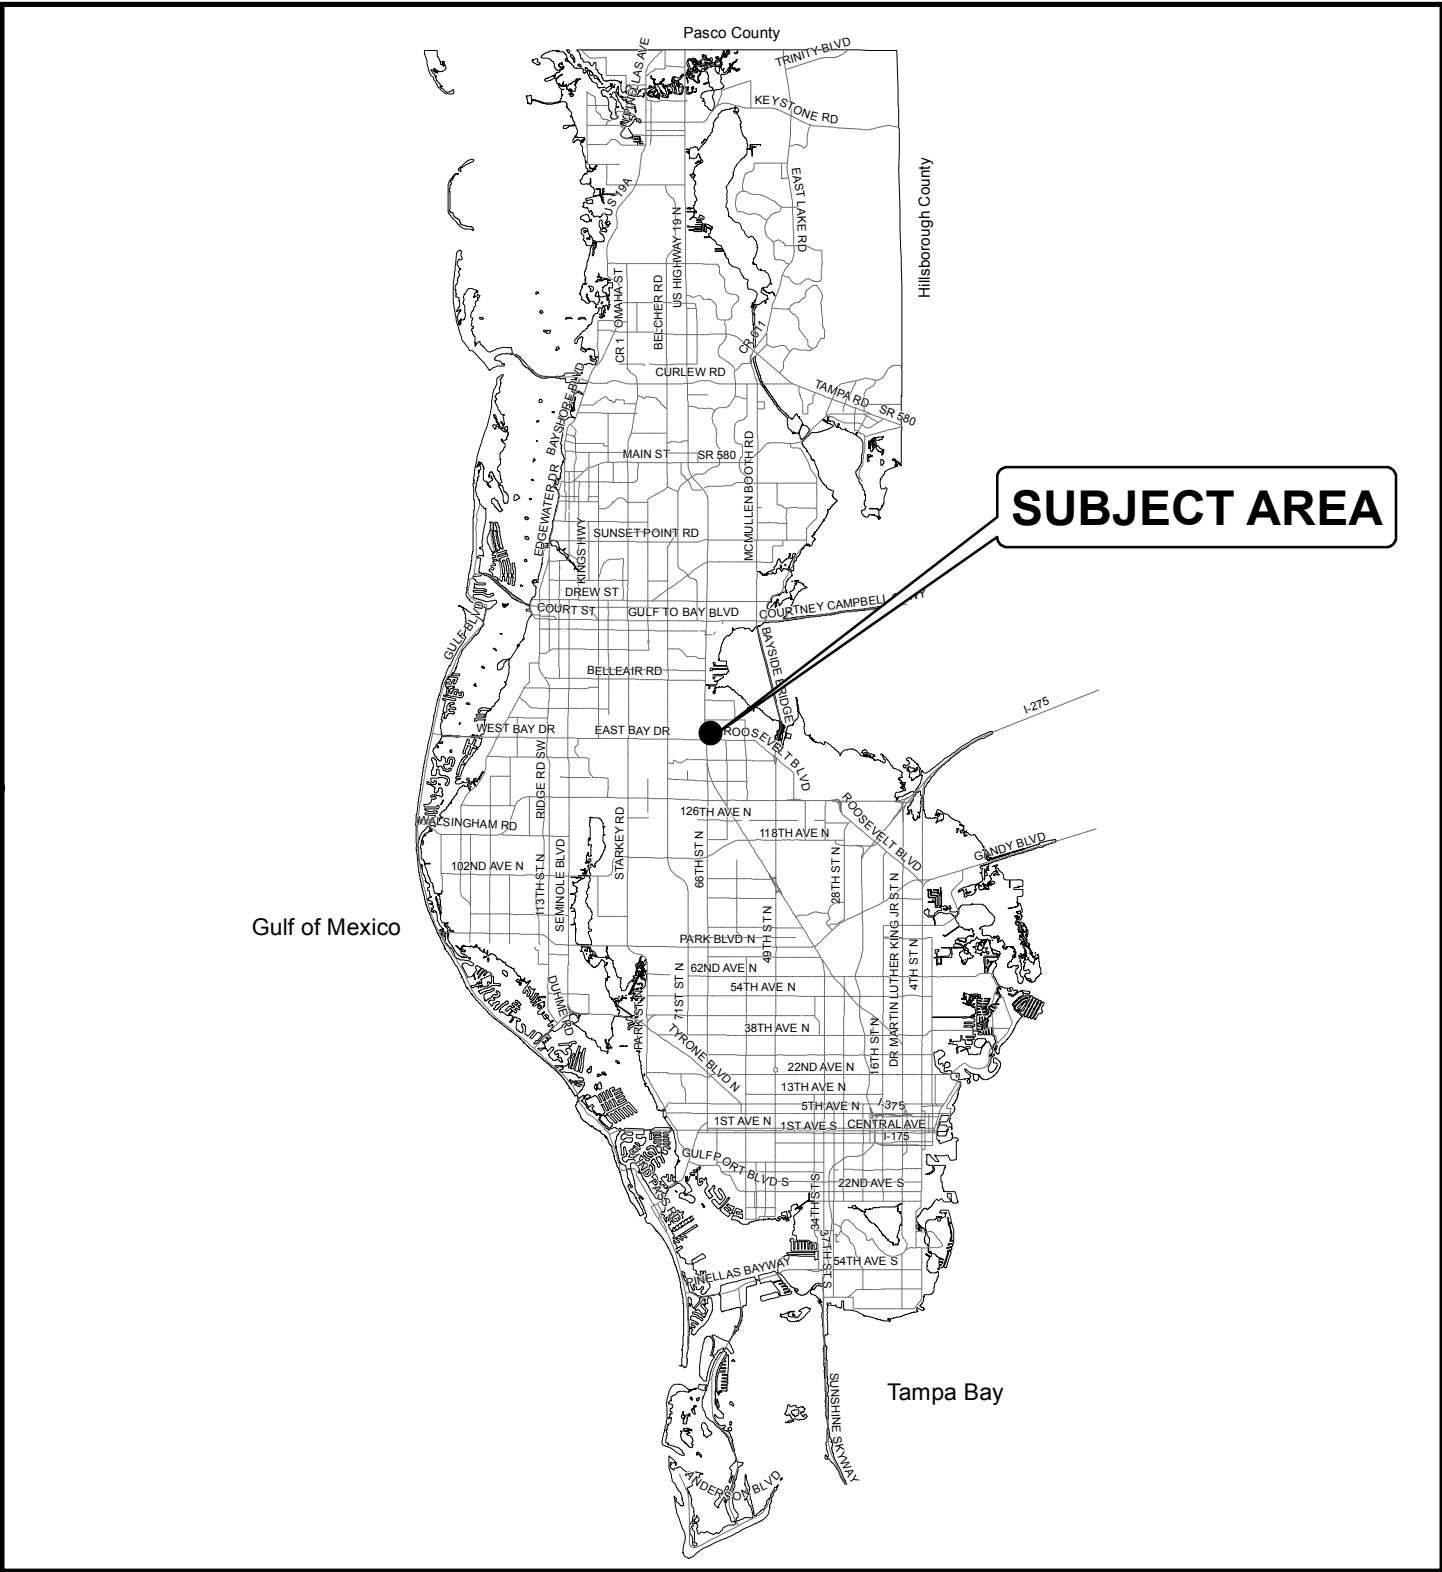 Pasco County
TRINITY BLVD
PINELLAS AVE
KEYSTONE RD
Hillsborough County
EAST LAKE RD
US 19A
US HIGHWAY 19 N
OMAHA ST
CR 1
BELCHER RD
CR 611
CURLEW RD
TAMPA RD
SR 580
BAYSHORE BLVD
MAIN ST
SR 580
MCMULLEN BOOTH RD
EDGEWATER DR
SUBJECT AREA
KINGS HWY
SUNSET POINT RD
DREW ST
COURT ST
GULF TO BAY BLVD
COURTNEY CAMPBELL
GULF BLVD
BAYSIDE BRIDGE
BELLEAIR RD
I-275
WEST BAY DR
EAST BAY DR
ROOSEVELT BLVD
RIDGE RD SW
WALSINGHAM RD
STARKEY RD
126TH AVE N
118TH AVE N
ROOSEVELT BLVD
GANDY BLVD
102ND AVE N
113TH ST N
SEMINOLE BLVD
66TH ST N
28TH ST N
Gulf of Mexico
PARK BLVD N
49TH ST N
DR MARTIN LUTHER KING JR ST N
4TH ST N
62ND AVE N
71ST ST N
54TH AVE N
DUHME RD
PARK ST N
TYRONE BLVD N
38TH AVE N
16TH ST N
22ND AVE N
13TH AVE N
5TH AVE N
I-375
1ST AVE N
1ST AVE S
CENTRAL AVE
I-175
GULFPORT BLVD S
22ND AVE S
34TH ST S
37TH ST S
54TH AVE S
PINELLAS BAYWAY
Tampa Bay
SUNSHINE SKYWAY
ANDERSON BLVD